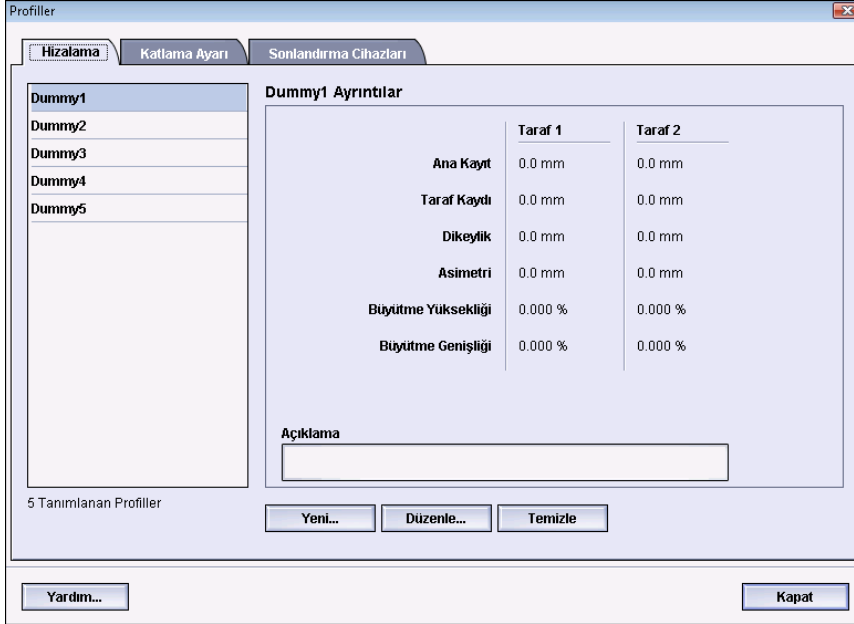 Profiller
Hizalama Katlama Ayarı Sonlandırma Cihazları
Dummy1
Dummy2
Dummy3
Dummy4
Dummy5
5 Tanımlanan Profiller
Dummy1 Ayrıntılar
Taraf 1 Taraf 2
Ana Kayıt 0.0 mm 0.0 mm
Taraf Kaydı 0.0 mm 0.0 mm
Dikeylik 0.0 mm 0.0 mm
Asimetri 0.0 mm 0.0 mm
Büyütme Yüksekliği 0.000 % 0.000 %
Büyütme Genişliği 0.000 % 0.000 %
Açıklama
Yeni... Düzenle... Temizle
Yardım... Kapat